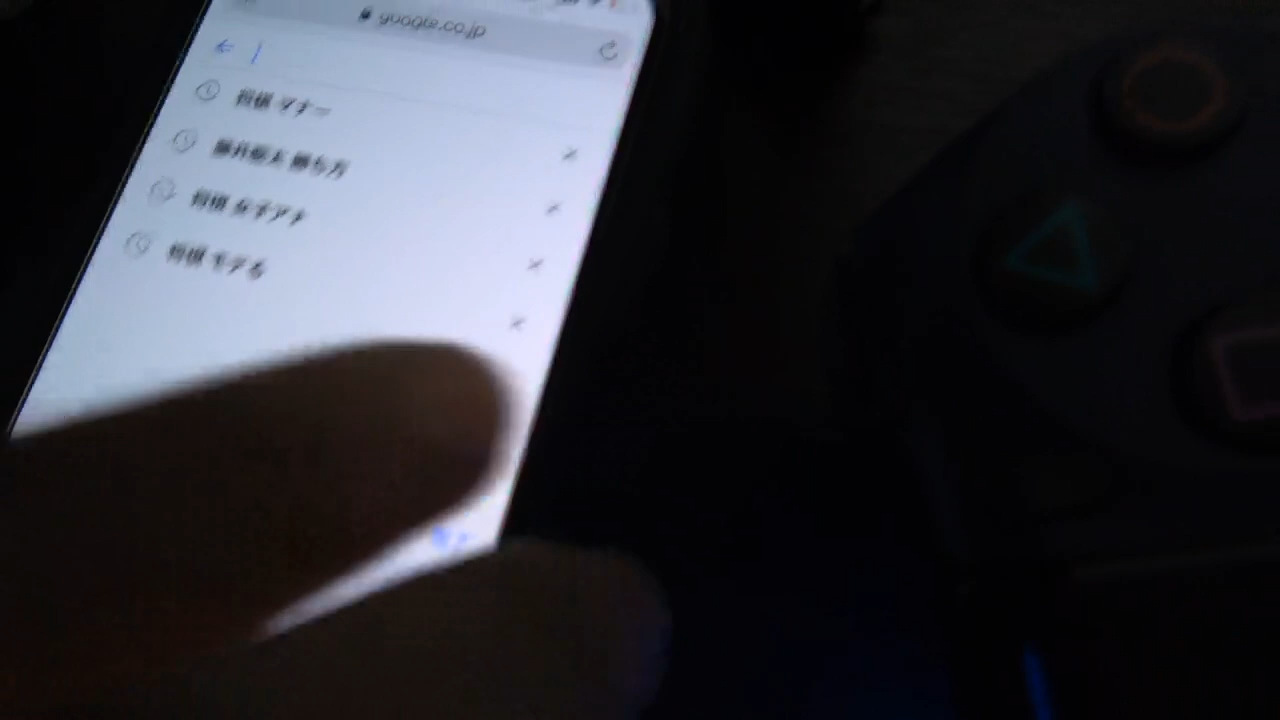 google.co.jp
将棋 マナー
藤井聡太 勝ち方
将棋 女子アナ
将棋 モテる